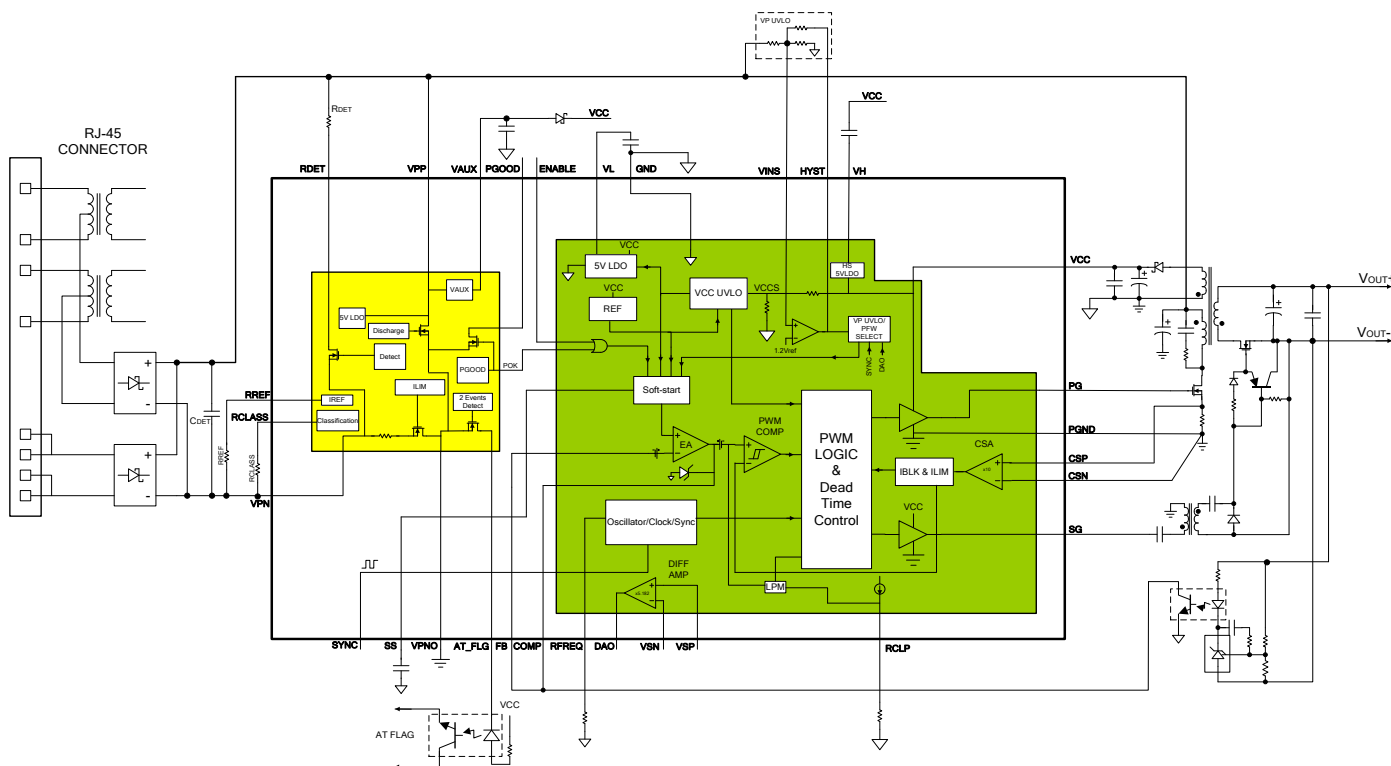 VP UVLO
VCC
RDET
VCC
RJ-45
CONNECTOR
RDET
VPP
VAUX
PGOOD
ENABLE
VL
GND
VINS
HYST
VH
VCC
VOUT+
VOUT-
VCC
5V LDO
HS
5VLDO
VAUX
VCC UVLO
VCCS
VCC
REF
5V LDO
Discharge
VP UVLO/
PFW
SELECT
1.2Vref
Detect
SYNC
DAO
PGOOD
POK
ILIM
Soft-start
RREF
IREF
2 Events
Detect
PG
RCLASS
Classification
CDET
PWM
COMP
PWM
LOGIC
&
Dead
Time
Control
CSA
PGND
EA
RREF
RCLASS
IBLK & ILIM
x10
CSP
CSN
VPN
Oscillator/Clock/Sync
VCC
SG
DIFF
AMP
x5.162
LPM
SYNC
SS
VPNO
AT_FLG
FB
COMP
RFREQ
DAO
VSN
VSP
RCLP
VCC
AT FLAG